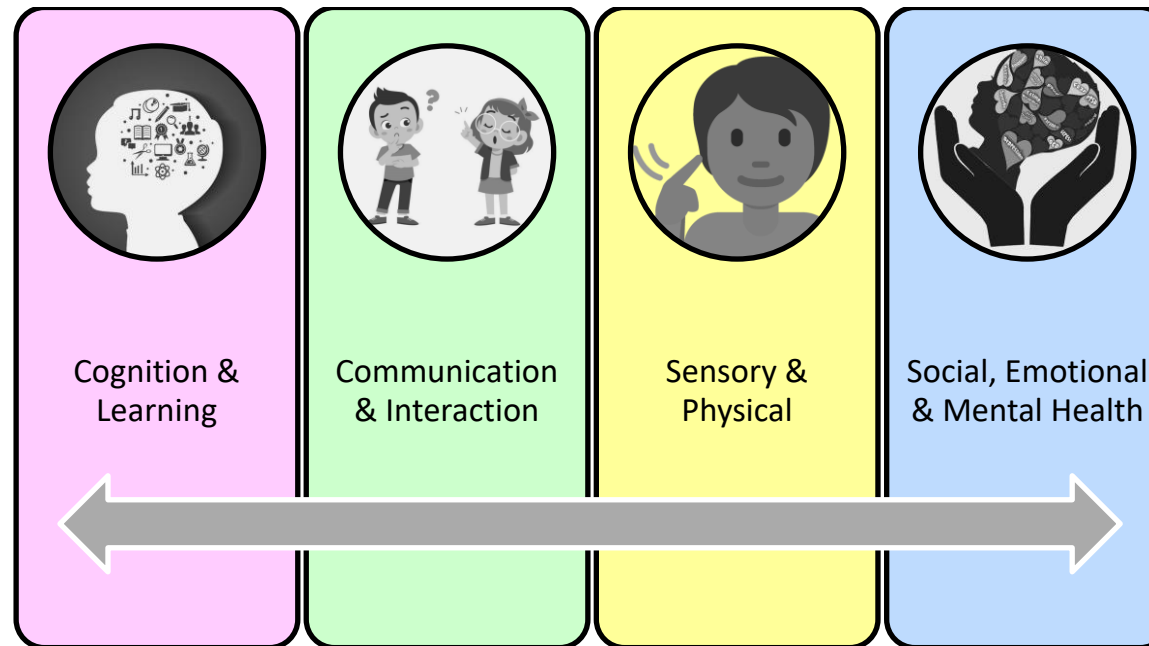 Cognition &
Learning
Communication
& Interaction
Sensory &
Physical
Social, Emotional
& Mental Health